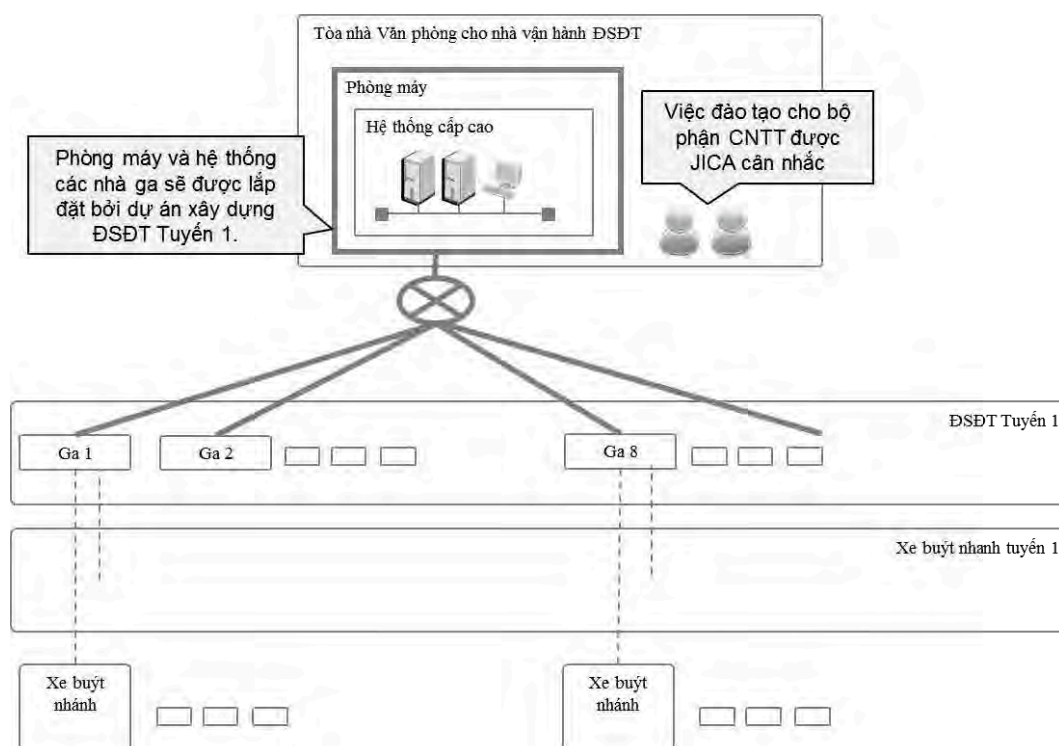 Tòa nhà Văn phòng cho nhà vận hành ĐSĐT
Phòng máy
Hệ thống cấp cao
Việc đào tạo cho bộ
phận CNTT được
JICA cân nhắc
Phòng máy và hệ thống
các nhà ga sẽ được lắp
đặt bởi dự án xây dựng
ĐSĐT Tuyến 1.
ĐSĐT Tuyến 1
Ga 1
Ga 2
Ga 8
Xe buýt nhanh tuyến 1
Xe buýt
nhánh
Xe buýt
nhánh